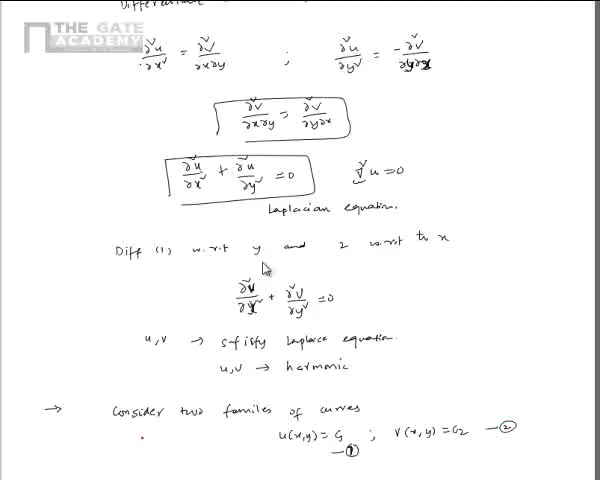 Differentiate
THE GATE ACADEMY
∂²u/∂x² = ∂²v/∂x∂y ; ∂²u/∂y² = -∂²v/∂y∂x
∂²v/∂x∂y = ∂²v/∂y∂x
∂²u/∂x² + ∂²u/∂y² = 0 ∇²u = 0
Laplacian equation.
Diff (1) w.r.t y and 2 w.r.t to x
∂²v/∂x² + ∂²v/∂y² = 0
u,v → satisfy Laplace equation.
u,v → harmonic
→ Consider two familes of curves
u(x,y) = C1 ; v(x,y) = C2 —②
—①